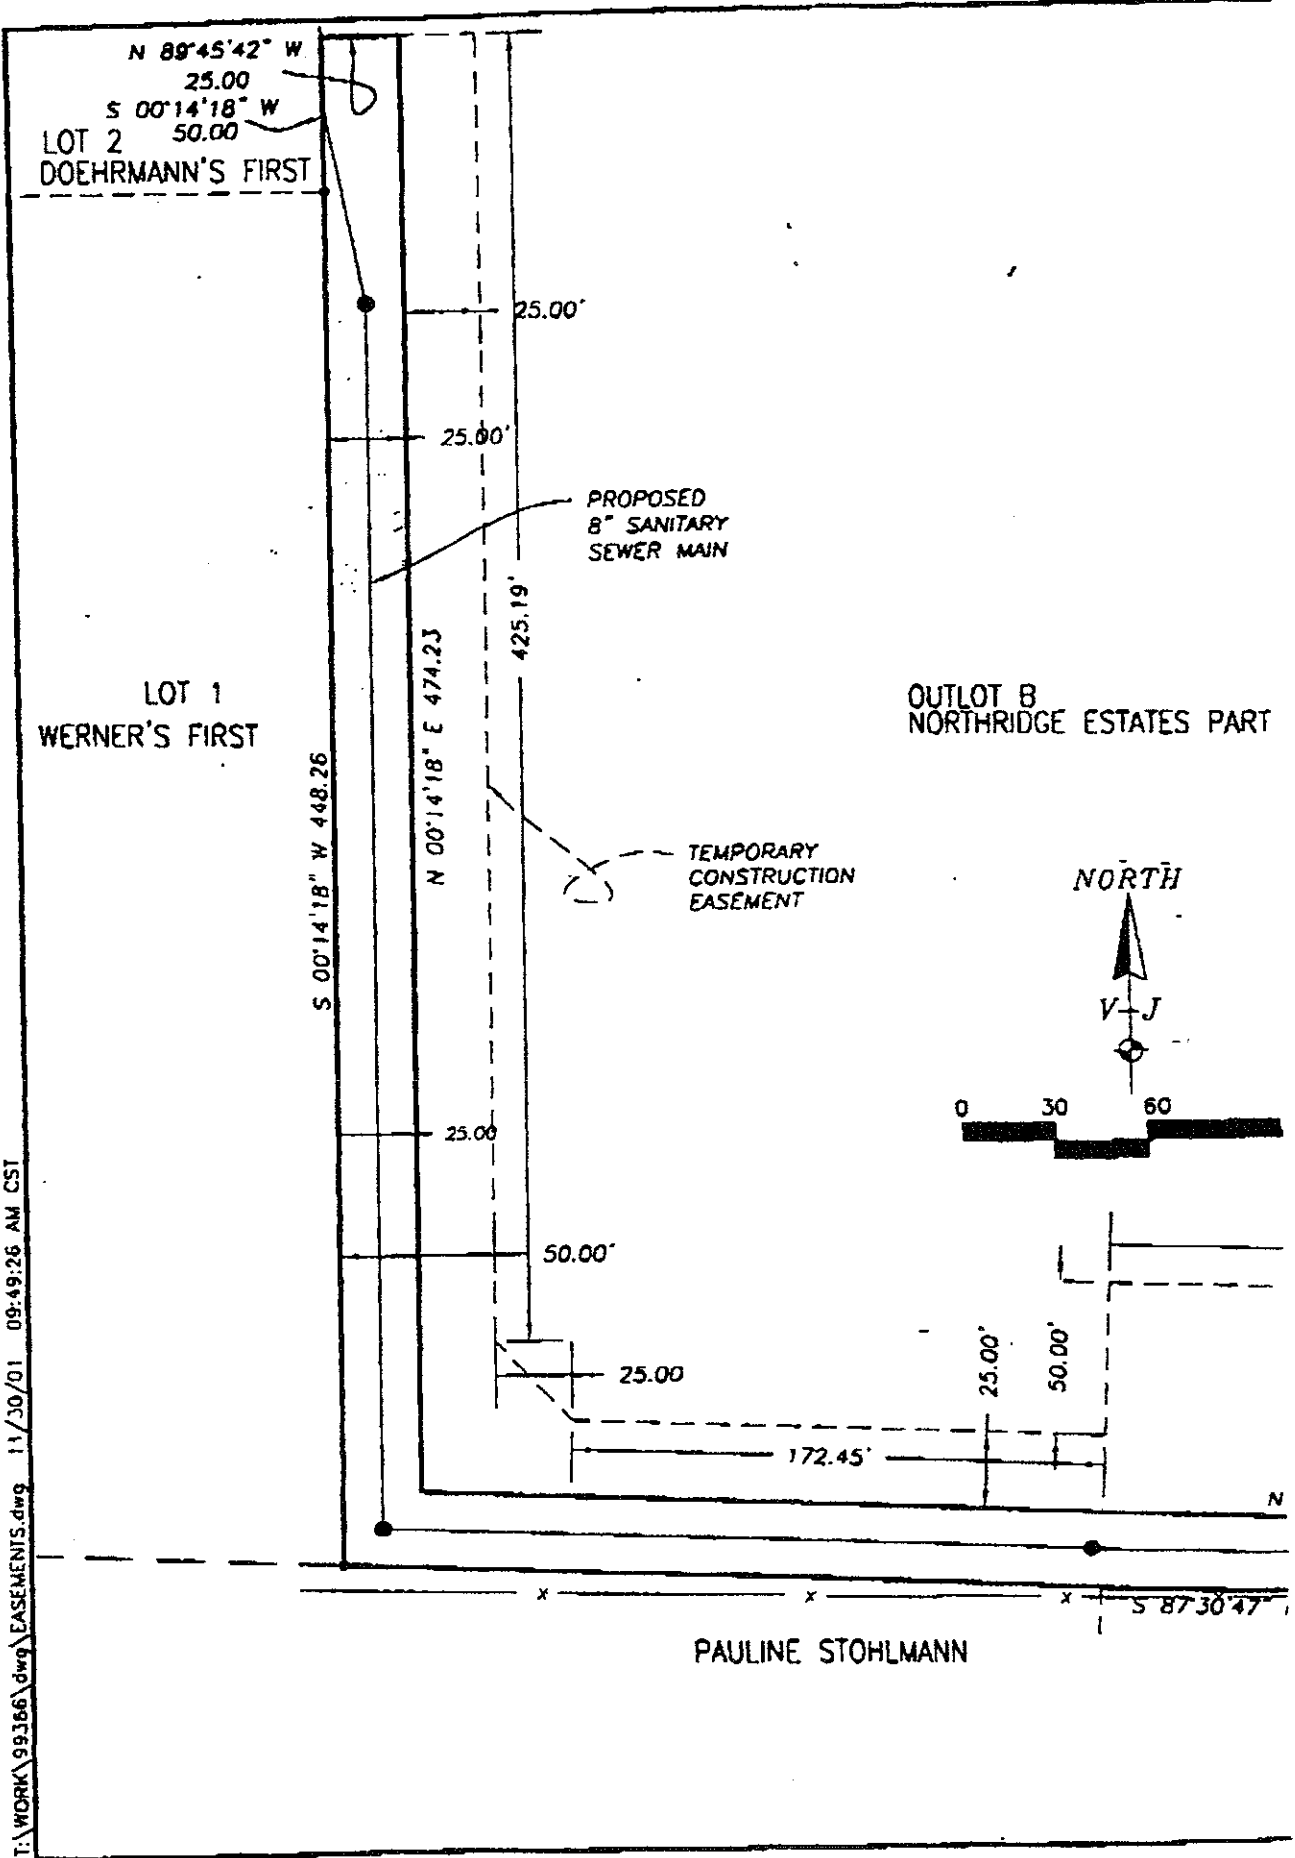 N 89°45'42" W
25.00
S 00°14'18" W
50.00
LOT 2
DOEHRMANN'S FIRST
25.00'
25.00'
PROPOSED
8" SANITARY
SEWER MAIN
425.19'
N 00°14'18" E 474.23
LOT 1
WERNER'S FIRST
OUTLOT B
NORTHRIDGE ESTATES PART
S 00°14'18" W 448.26
TEMPORARY
CONSTRUCTION
EASEMENT
NORTH
V J
0 30 60
25.00
50.00'
25.00'
50.00'
25.00
172.45'
N
x x x
S 87°30'47"
PAULINE STOHLMANN
T:\WORK\99366\dwg\EASEMENTS.dwg 11/30/01 09:49:26 AM CST